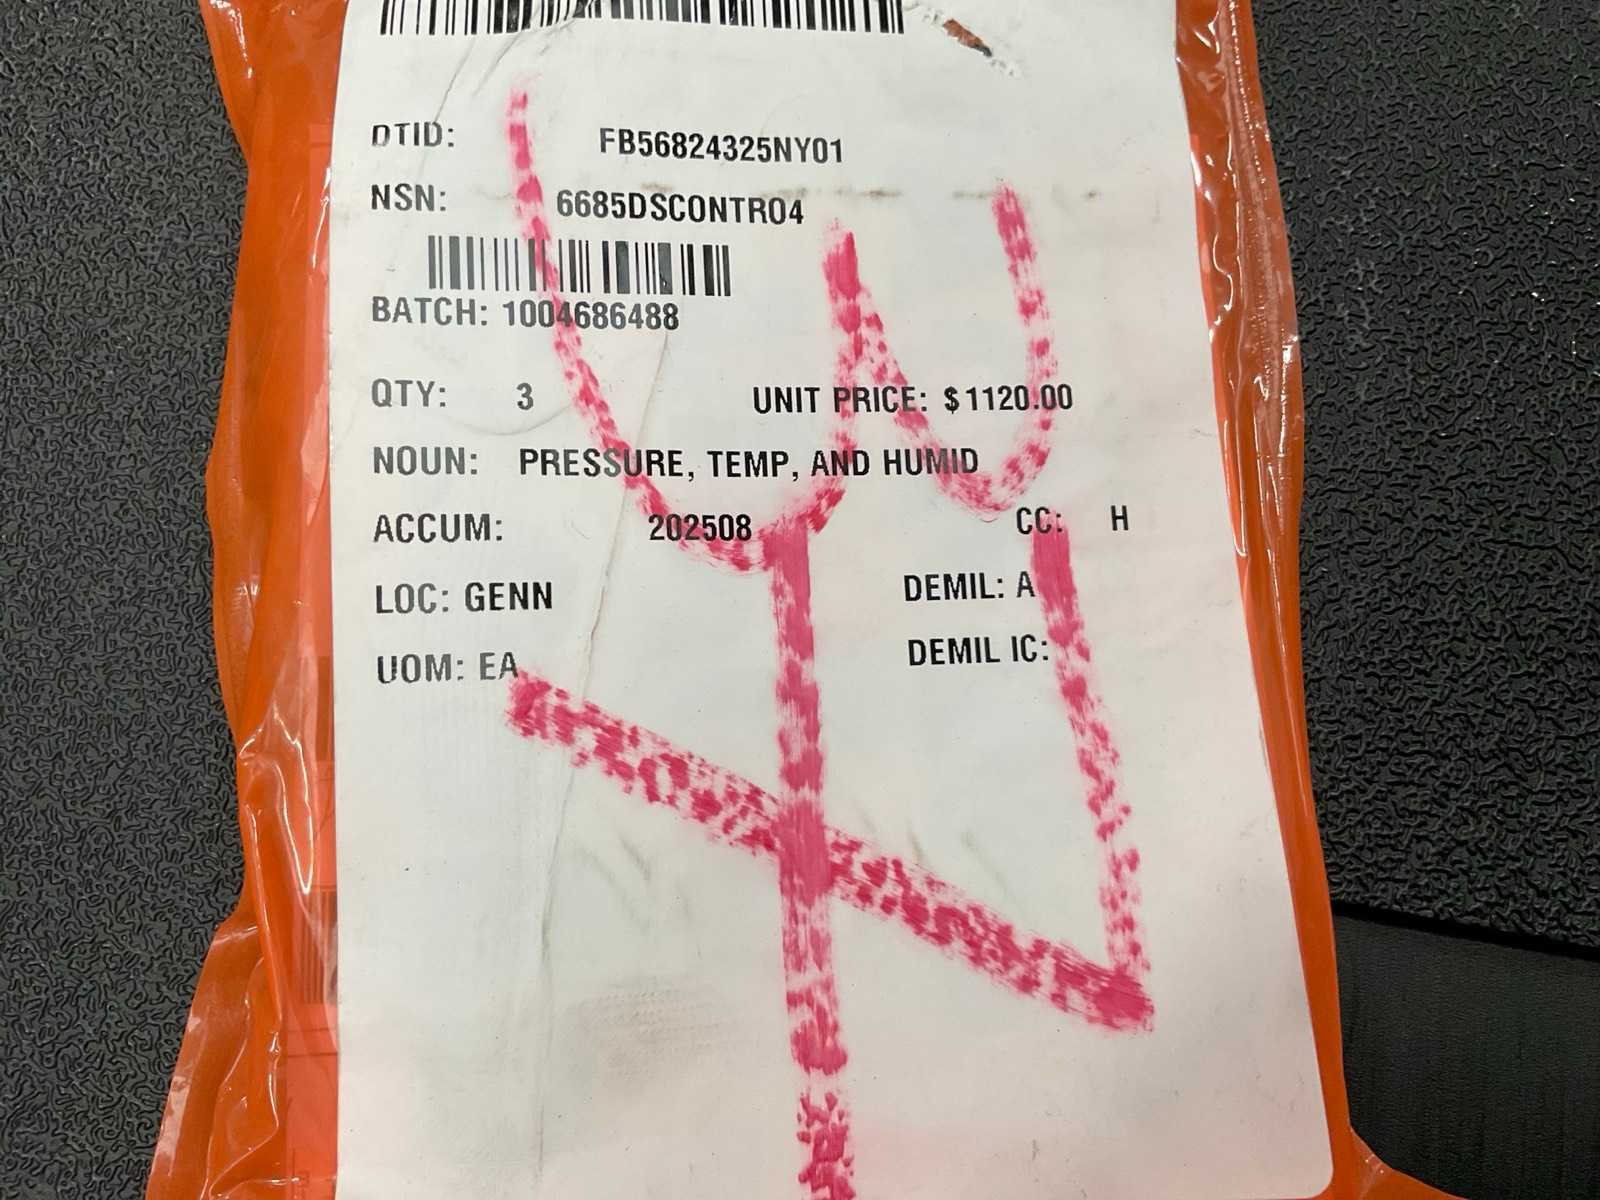 DTID: FB56824325NY01
NSN: 6685DSCONTR04
BATCH: 1004686488
QTY: 3 UNIT PRICE: $1120.00
NOUN: PRESSURE, TEMP, AND HUMID
ACCUM: 202508 CC: H
LOC: GENN DEMIL: A
UOM: EA DEMIL IC: